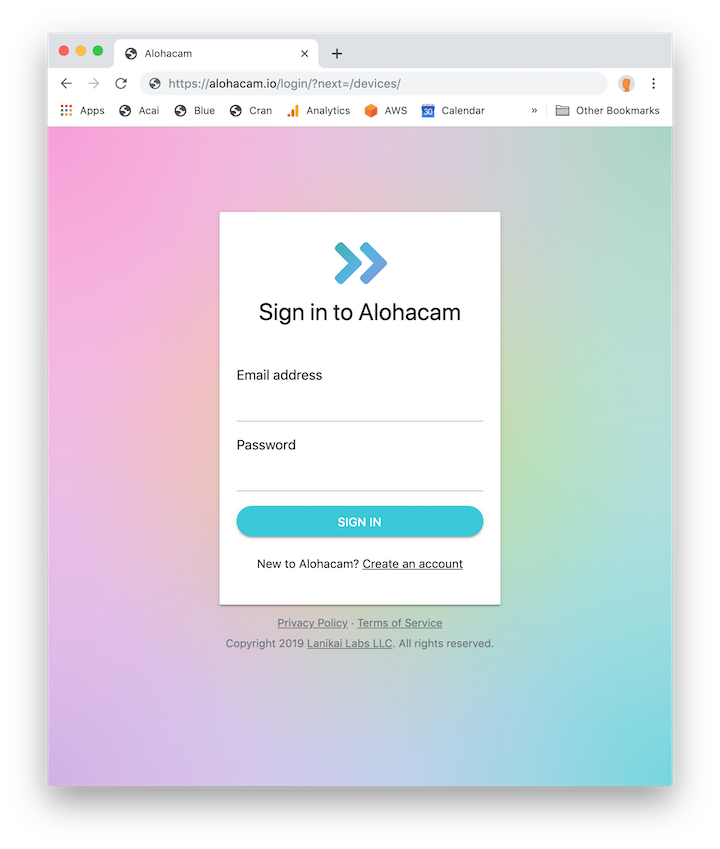 Alohacam
https://alohacam.io/login/?next=/devices/
Apps Acai Blue Cran Analytics AWS 30 Calendar » Other Bookmarks
Sign in to Alohacam
Email address
Password
SIGN IN
New to Alohacam? Create an account
Privacy Policy · Terms of Service
Copyright 2019 Lanikai Labs LLC. All rights reserved.